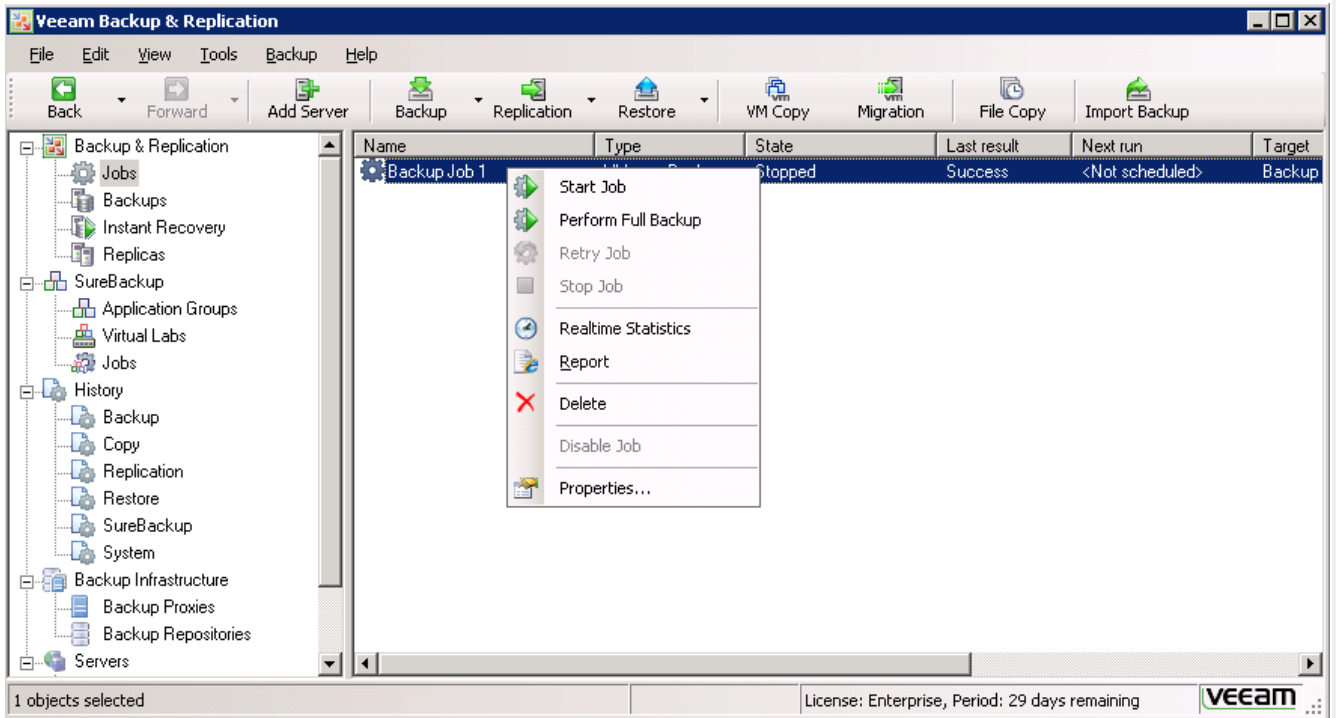 Veeam Backup & Replication
File Edit View Tools Backup Help
Back Forward Add Server Backup Replication Restore VM Copy Migration File Copy Import Backup
Backup & Replication
Jobs
Backups
Instant Recovery
Replicas
SureBackup
Application Groups
Virtual Labs
Jobs
History
Backup
Copy
Replication
Restore
SureBackup
System
Backup Infrastructure
Backup Proxies
Backup Repositories
Servers
Name Type State Last result Next run Target
Backup Job 1 Stopped Success <Not scheduled> Backup
Start Job
Perform Full Backup
Retry Job
Stop Job
Realtime Statistics
Report
Delete
Disable Job
Properties...
1 objects selected License: Enterprise, Period: 29 days remaining veeam